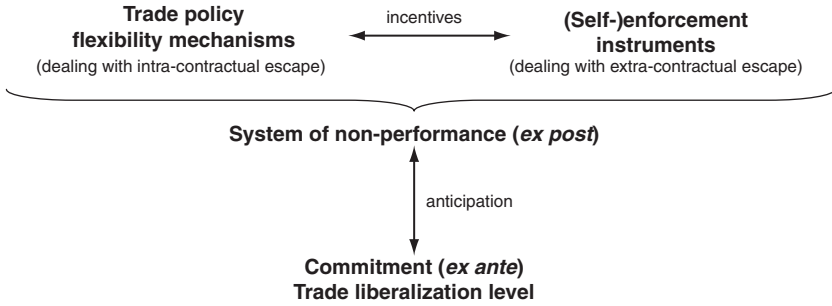 Trade policy
flexibility mechanisms
(dealing with intra-contractual escape)
incentives
(Self-)enforcement
instruments
(dealing with extra-contractual escape)
System of non-performance (ex post)
anticipation
Commitment (ex ante)
Trade liberalization level